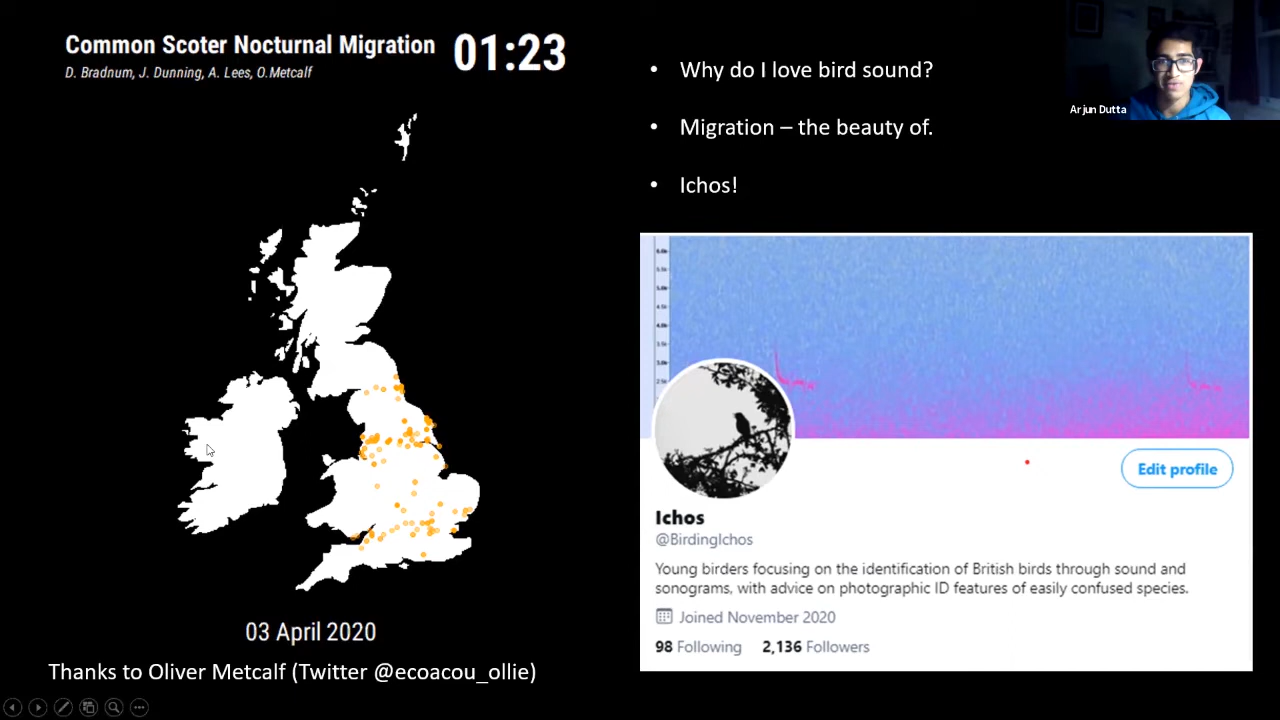 Common Scoter Nocturnal Migration
01:23
D. Bradnum, J. Dunning, A. Lees, O.Metcalf
• Why do I love bird sound?
• Migration – the beauty of.
• Ichos!
Arjun Dutta
Edit profile
Ichos
@BirdingIchos
Young birders focusing on the identification of British birds through sound and
sonograms, with advice on photographic ID features of easily confused species.
Joined November 2020
98 Following 2,136 Followers
03 April 2020
Thanks to Oliver Metcalf (Twitter @ecoacou_ollie)